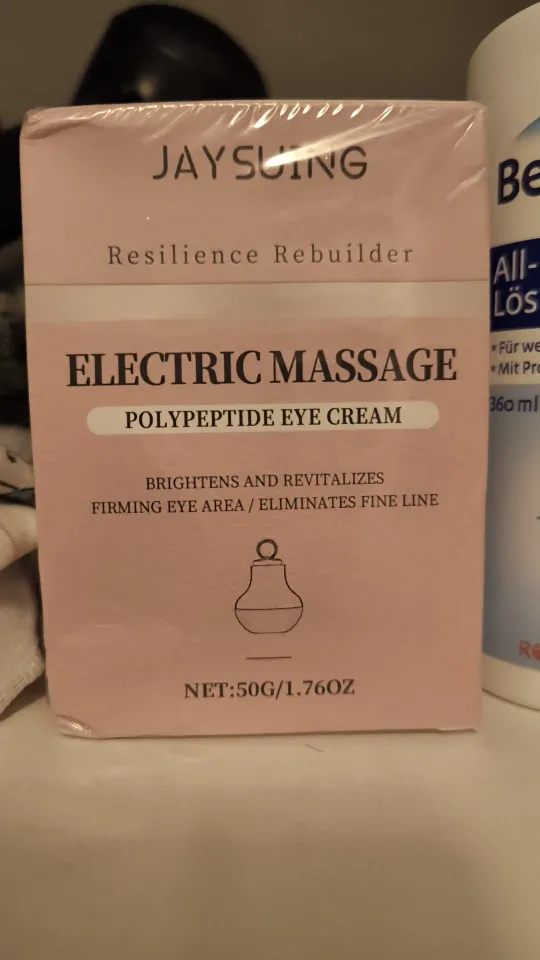 JAYSUING
Resilience Rebuilder
ELECTRIC MASSAGE
POLYPEPTIDE EYE CREAM
BRIGHTENS AND REVITALIZES
FIRMING EYE AREA / ELIMINATES FINE LINE
NET:50G/1.76OZ
Be
All-
Lös
• Für we
• Mit Pro
360 ml